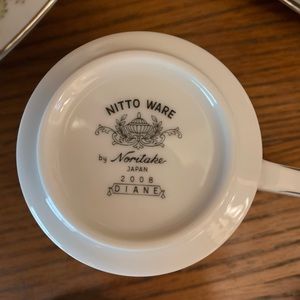 NITTO WARE
by Noritake
JAPAN
2008
DIANE